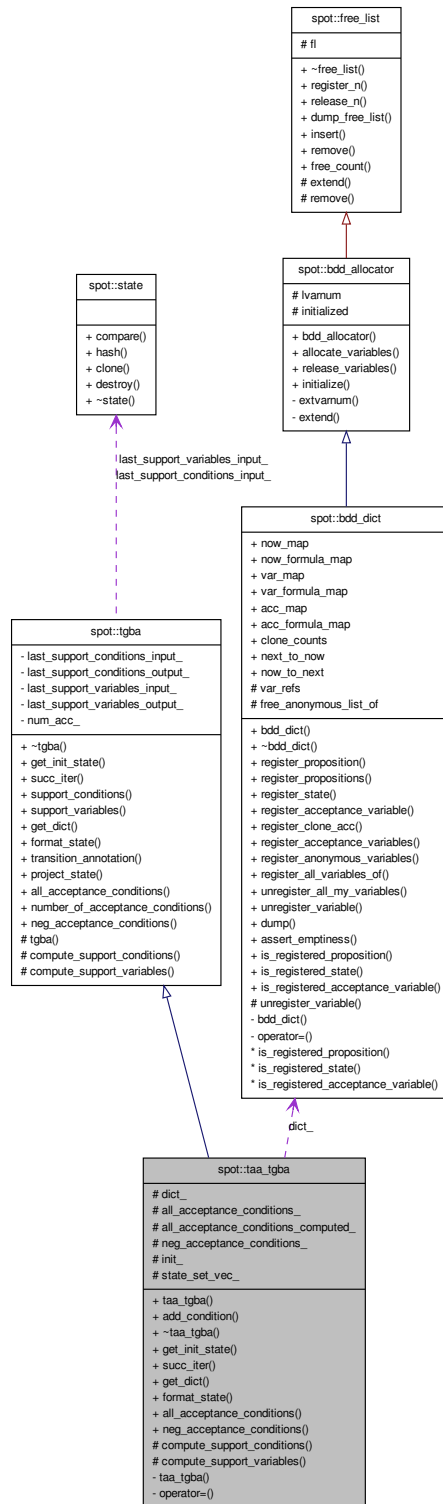 spot::free_list
# fl
+ ~free_list()
+ register_n()
+ release_n()
+ dump_free_list()
+ insert()
+ remove()
+ free_count()
# extend()
# remove()
spot::bdd_allocator
# lvarnum
# initialized
+ bdd_allocator()
+ allocate_variables()
+ release_variables()
+ initialize()
- extvarnum()
- extend()
spot::state
+ compare()
+ hash()
+ clone()
+ destroy()
+ ~state()
last_support_variables_input_
last_support_conditions_input_
spot::bdd_dict
+ now_map
+ now_formula_map
+ var_map
+ var_formula_map
+ acc_map
+ acc_formula_map
+ clone_counts
+ next_to_now
+ now_to_next
# var_refs
# free_anonymous_list_of
+ bdd_dict()
+ ~bdd_dict()
+ register_proposition()
+ register_propositions()
+ register_state()
+ register_acceptance_variable()
+ register_clone_acc()
+ register_acceptance_variables()
+ register_anonymous_variables()
+ register_all_variables_of()
+ unregister_all_my_variables()
+ unregister_variable()
+ dump()
+ assert_emptiness()
+ is_registered_proposition()
+ is_registered_state()
+ is_registered_acceptance_variable()
# unregister_variable()
- bdd_dict()
- operator=()
* is_registered_proposition()
* is_registered_state()
* is_registered_acceptance_variable()
spot::tgba
- last_support_conditions_input_
- last_support_conditions_output_
- last_support_variables_input_
- last_support_variables_output_
- num_acc_
+ ~tgba()
+ get_init_state()
+ succ_iter()
+ support_conditions()
+ support_variables()
+ get_dict()
+ format_state()
+ transition_annotation()
+ project_state()
+ all_acceptance_conditions()
+ number_of_acceptance_conditions()
+ neg_acceptance_conditions()
# tgba()
# compute_support_conditions()
# compute_support_variables()
dict_
spot::taa_tgba
# dict_
# all_acceptance_conditions_
# all_acceptance_conditions_computed_
# neg_acceptance_conditions_
# init_
# state_set_vec_
+ taa_tgba()
+ add_condition()
+ ~taa_tgba()
+ get_init_state()
+ succ_iter()
+ get_dict()
+ format_state()
+ all_acceptance_conditions()
+ neg_acceptance_conditions()
# compute_support_conditions()
# compute_support_variables()
- taa_tgba()
- operator=()